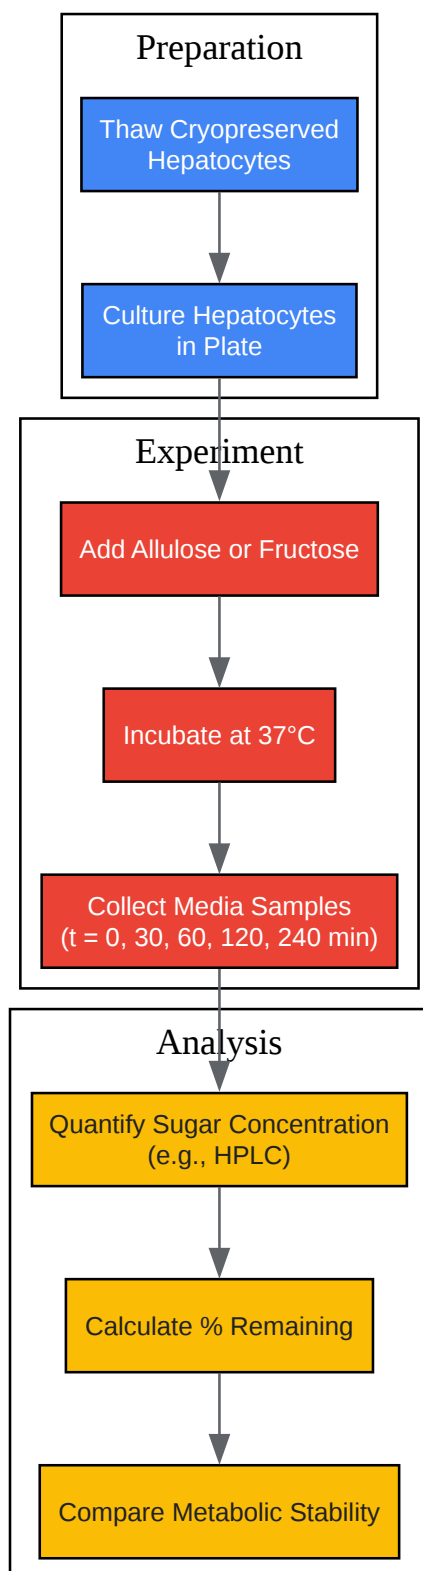 Preparation
Thaw Cryopreserved
Hepatocytes
Culture Hepatocytes
in Plate
Experiment
Add Allulose or Fructose
Incubate at 37°C
Collect Media Samples
(t = 0, 30, 60, 120, 240 min)
Analysis
Quantify Sugar Concentration
(e.g., HPLC)
Calculate % Remaining
Compare Metabolic Stability